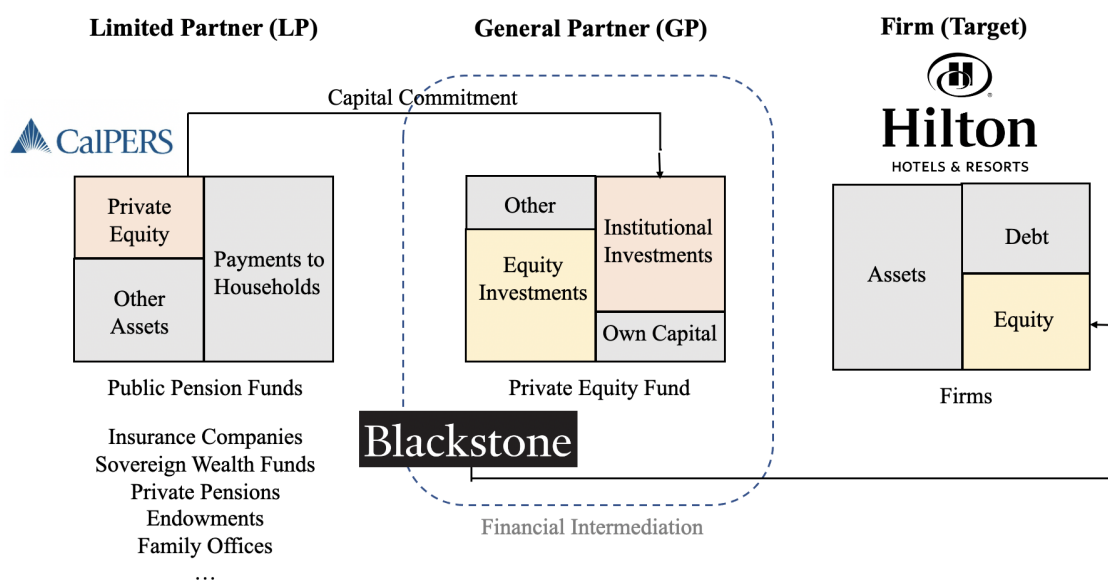 Limited Partner (LP)
General Partner (GP)
Firm (Target)
Capital Commitment
CalPERS
Hilton
HOTELS & RESORTS
Private
Equity
Other
Assets
Payments to
Households
Public Pension Funds
Insurance Companies
Sovereign Wealth Funds
Private Pensions
Endowments
Family Offices
...
Other
Equity
Investments
Institutional
Investments
Own Capital
Private Equity Fund
Blackstone
Financial Intermediation
Assets
Debt
Equity
Firms